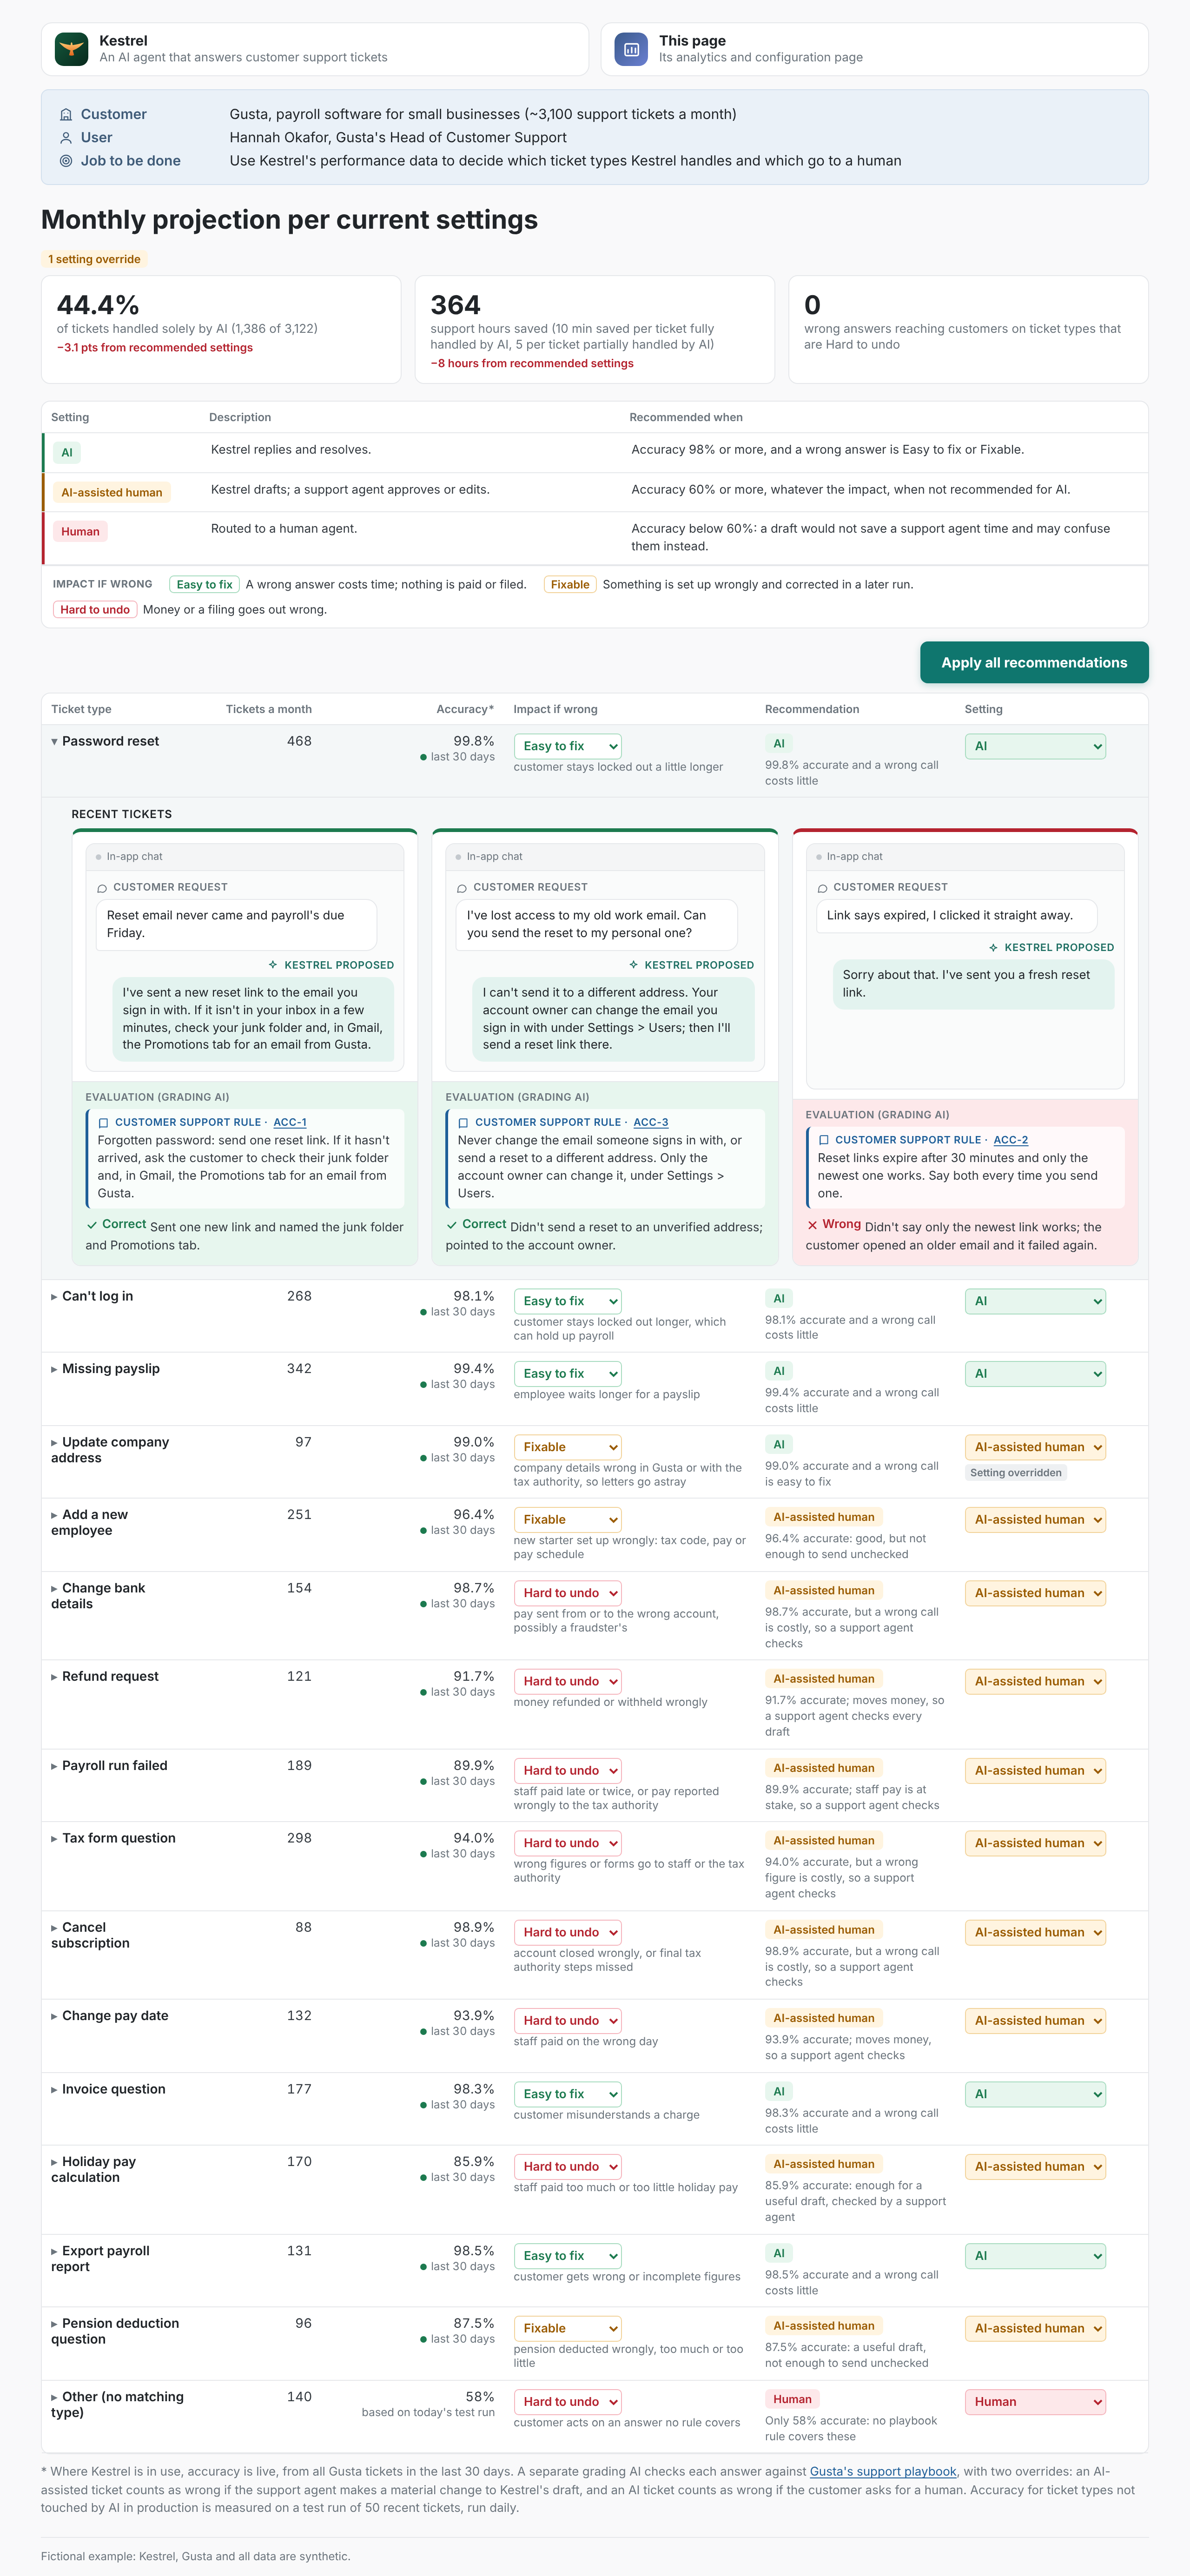 Kestrel
An AI agent that answers customer support tickets
This page
Its analytics and configuration page
Customer
Gusta, payroll software for small businesses (~3,100 support tickets a month)
User
Hannah Okafor, Gusta's Head of Customer Support
Job to be done
Use Kestrel's performance data to decide which ticket types Kestrel handles and which go to a human
Monthly projection per current settings
1 setting override
44.4%
of tickets handled solely by AI (1,386 of 3,122)
−3.1 pts from recommended settings
364
support hours saved (10 min saved per ticket fully
handled by AI, 5 per ticket partially handled by AI)
−8 hours from recommended settings
0
wrong answers reaching customers on ticket types that
are Hard to undo
Setting Description Recommended when
AI Kestrel replies and resolves. Accuracy 98% or more, and a wrong answer is Easy to fix or Fixable.
AI-assisted human Kestrel drafts; a support agent approves or edits. Accuracy 60% or more, whatever the impact, when not recommended for AI.
Human Routed to a human agent. Accuracy below 60%: a draft would not save a support agent time and may confuse
them instead.
IMPACT IF WRONG Easy to fix A wrong answer costs time; nothing is paid or filed. Fixable Something is set up wrongly and corrected in a later run.
Hard to undo Money or a filing goes out wrong.
Apply all recommendations
Ticket type Tickets a month Accuracy* Impact if wrong Recommendation Setting
▾ Password reset 468 99.8%
last 30 days
Easy to fix
customer stays locked out a little longer
AI
99.8% accurate and a wrong call
costs little
AI
RECENT TICKETS
In-app chat
CUSTOMER REQUEST
Reset email never came and payroll's due
Friday.
KESTREL PROPOSED
I've sent a new reset link to the email you
sign in with. If it isn't in your inbox in a few
minutes, check your junk folder and, in Gmail,
the Promotions tab for an email from Gusta.
EVALUATION (GRADING AI)
CUSTOMER SUPPORT RULE · ACC-1
Forgotten password: send one reset link. If it hasn't
arrived, ask the customer to check their junk folder
and, in Gmail, the Promotions tab for an email from
Gusta.
Correct Sent one new link and named the junk folder
and Promotions tab.
In-app chat
CUSTOMER REQUEST
I've lost access to my old work email. Can
you send the reset to my personal one?
KESTREL PROPOSED
I can't send it to a different address. Your
account owner can change the email you
sign in with under Settings > Users; then I'll
send a reset link there.
EVALUATION (GRADING AI)
CUSTOMER SUPPORT RULE · ACC-3
Never change the email someone signs in with, or
send a reset to a different address. Only the
account owner can change it, under Settings >
Users.
Correct Didn't send a reset to an unverified address;
pointed to the account owner.
In-app chat
CUSTOMER REQUEST
Link says expired, I clicked it straight away.
KESTREL PROPOSED
Sorry about that. I've sent you a fresh reset
link.
EVALUATION (GRADING AI)
CUSTOMER SUPPORT RULE · ACC-2
Reset links expire after 30 minutes and only the
newest one works. Say both every time you send
one.
Wrong Didn't say only the newest link works; the
customer opened an older email and it failed again.
▸ Can't log in 268 98.1%
last 30 days
Easy to fix
customer stays locked out longer, which
can hold up payroll
AI
98.1% accurate and a wrong call
costs little
AI
▸ Missing payslip 342 99.4%
last 30 days
Easy to fix
employee waits longer for a payslip
AI
99.4% accurate and a wrong call
costs little
AI
▸ Update company
address
97 99.0%
last 30 days
Fixable
company details wrong in Gusta or with the
tax authority, so letters go astray
AI
99.0% accurate and a wrong call
is easy to fix
AI-assisted human
Setting overridden
▸ Add a new
employee
251 96.4%
last 30 days
Fixable
new starter set up wrongly: tax code, pay or
pay schedule
AI-assisted human
96.4% accurate: good, but not
enough to send unchecked
AI-assisted human
▸ Change bank
details
154 98.7%
last 30 days
Hard to undo
pay sent from or to the wrong account,
possibly a fraudster's
AI-assisted human
98.7% accurate, but a wrong call
is costly, so a support agent
checks
AI-assisted human
▸ Refund request 121 91.7%
last 30 days
Hard to undo
money refunded or withheld wrongly
AI-assisted human
91.7% accurate; moves money, so
a support agent checks every
draft
AI-assisted human
▸ Payroll run failed 189 89.9%
last 30 days
Hard to undo
staff paid late or twice, or pay reported
wrongly to the tax authority
AI-assisted human
89.9% accurate; staff pay is at
stake, so a support agent checks
AI-assisted human
▸ Tax form question 298 94.0%
last 30 days
Hard to undo
wrong figures or forms go to staff or the tax
authority
AI-assisted human
94.0% accurate, but a wrong
figure is costly, so a support
agent checks
AI-assisted human
▸ Cancel
subscription
88 98.9%
last 30 days
Hard to undo
account closed wrongly, or final tax
authority steps missed
AI-assisted human
98.9% accurate, but a wrong call
is costly, so a support agent
checks
AI-assisted human
▸ Change pay date 132 93.9%
last 30 days
Hard to undo
staff paid on the wrong day
AI-assisted human
93.9% accurate; moves money,
so a support agent checks
AI-assisted human
▸ Invoice question 177 98.3%
last 30 days
Easy to fix
customer misunderstands a charge
AI
98.3% accurate and a wrong call
costs little
AI
▸ Holiday pay
calculation
170 85.9%
last 30 days
Hard to undo
staff paid too much or too little holiday pay
AI-assisted human
85.9% accurate: enough for a
useful draft, checked by a support
agent
AI-assisted human
▸ Export payroll
report
131 98.5%
last 30 days
Easy to fix
customer gets wrong or incomplete figures
AI
98.5% accurate and a wrong call
costs little
AI
▸ Pension deduction
question
96 87.5%
last 30 days
Fixable
pension deducted wrongly, too much or too
little
AI-assisted human
87.5% accurate: a useful draft,
not enough to send unchecked
AI-assisted human
▸ Other (no matching
type)
140 58%
based on today's test run
Hard to undo
customer acts on an answer no rule covers
Human
Only 58% accurate: no playbook
rule covers these
Human
* Where Kestrel is in use, accuracy is live, from all Gusta tickets in the last 30 days. A separate grading AI checks each answer against Gusta's support playbook, with two overrides: an AI-
assisted ticket counts as wrong if the support agent makes a material change to Kestrel's draft, and an AI ticket counts as wrong if the customer asks for a human. Accuracy for ticket types not
touched by AI in production is measured on a test run of 50 recent tickets, run daily.
Fictional example: Kestrel, Gusta and all data are synthetic.